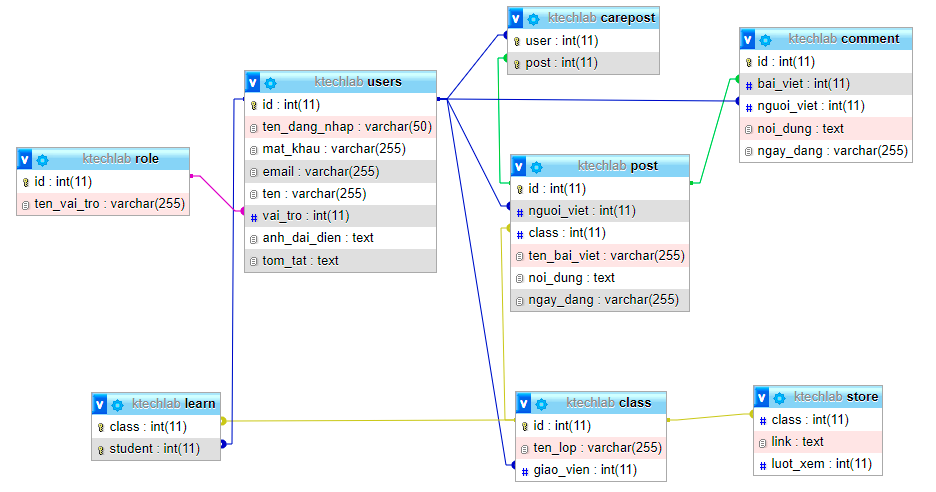 ktechlab carepost
user : int(11)
post : int(11)
ktechlab comment
id : int(11)
bai_viet : int(11)
nguoi_viet : int(11)
noi_dung : text
ngay_dang : varchar(255)
ktechlab users
id : int(11)
ten_dang_nhap : varchar(50)
mat_khau : varchar(255)
email : varchar(255)
ten : varchar(255)
vai_tro : int(11)
anh_dai_dien : text
tom_tat : text
ktechlab role
id : int(11)
ten_vai_tro : varchar(255)
ktechlab post
id : int(11)
nguoi_viet : int(11)
class : int(11)
ten_bai_viet : varchar(255)
noi_dung : text
ngay_dang : varchar(255)
ktechlab learn
class : int(11)
student : int(11)
ktechlab class
id : int(11)
ten_lop : varchar(255)
giao_vien : int(11)
ktechlab store
class : int(11)
link : text
luot_xem : int(11)